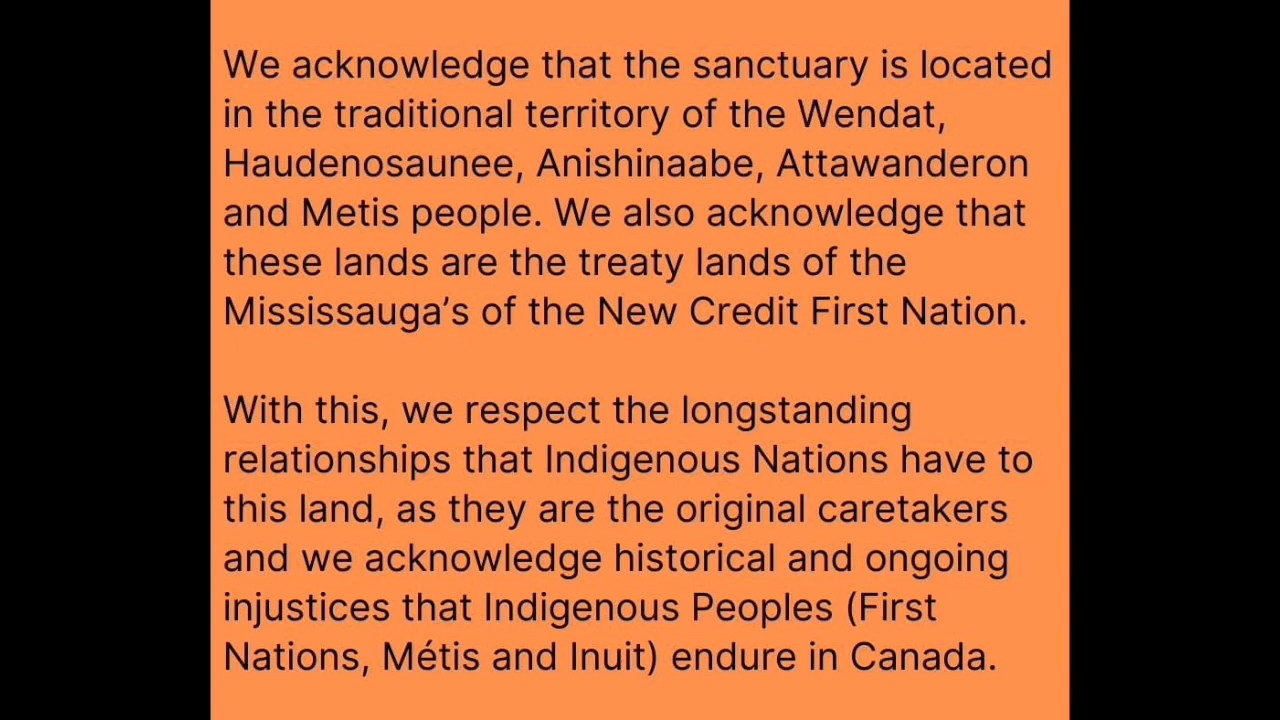 We acknowledge that the sanctuary is located
in the traditional territory of the Wendat,
Haudenosaunee, Anishinaabe, Attawanderon
and Metis people. We also acknowledge that
these lands are the treaty lands of the
Mississauga’s of the New Credit First Nation.
With this, we respect the longstanding
relationships that Indigenous Nations have to
this land, as they are the original caretakers
and we acknowledge historical and ongoing
injustices that Indigenous Peoples (First
Nations, Métis and Inuit) endure in Canada.